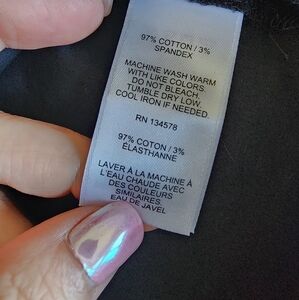 97% COTTON / 3%
SPANDEX
MACHINE WASH WARM
WITH LIKE COLORS.
DO NOT BLEACH.
TUMBLE DRY LOW.
COOL IRON IF NEEDED.
RN 134578
97% COTON / 3%
ÉLASTHANNE
LAVER À LA MACHINE À
L'EAU CHAUDE AVEC
DES COULEURS
SIMILAIRES.
EAU DE JAVEL